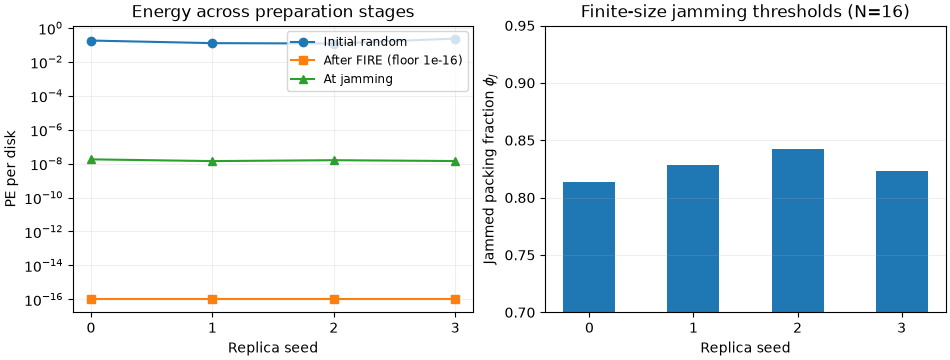 Energy across preparation stages
PE per disk
10⁰
10⁻²
10⁻⁴
10⁻⁶
10⁻⁸
10⁻¹⁰
10⁻¹²
10⁻¹⁴
10⁻¹⁶
Initial random
After FIRE (floor 1e-16)
At jamming
0 1 2 3
Replica seed
Finite-size jamming thresholds (N=16)
Jammed packing fraction ϕ_J
0.95
0.90
0.85
0.80
0.75
0.70
0 1 2 3
Replica seed